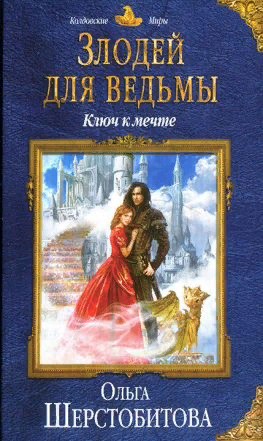 Колдовские Миры
ЗЛОДЕЙ
ДЛЯ ВЕДЬМЫ
Ключ к мечте
Ольга
ШЕРСТОБИТОВА